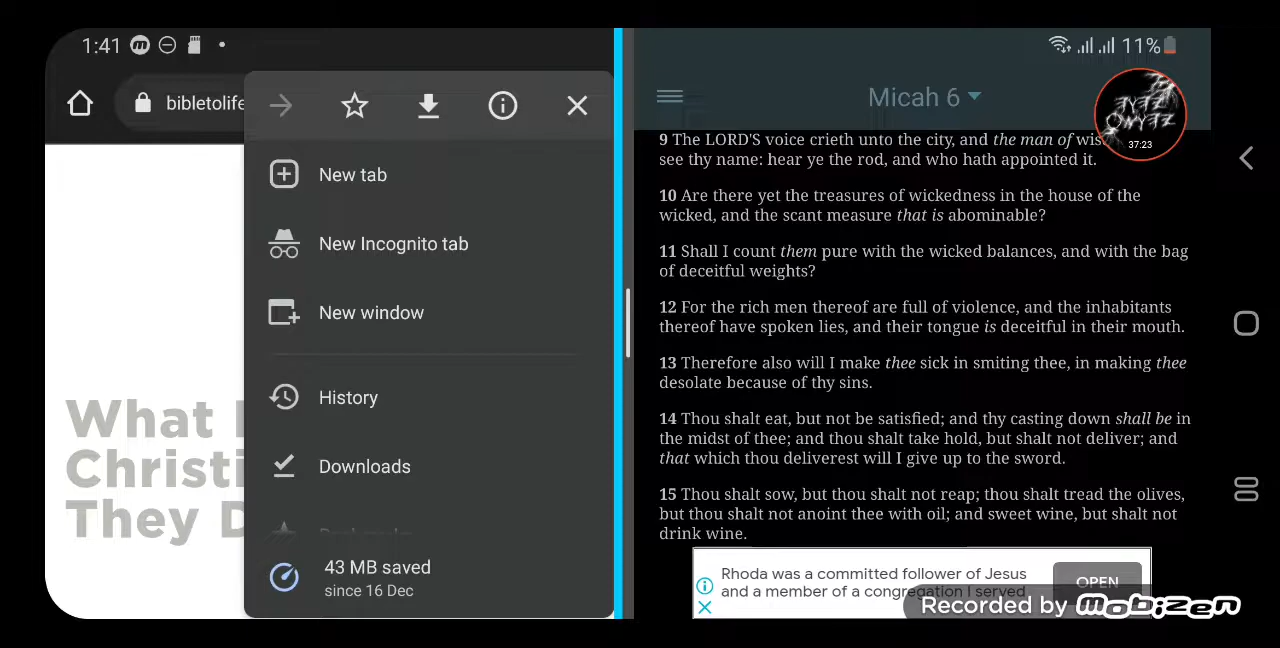 1:41
bibletolife
New tab
New Incognito tab
New window
History
Downloads
43 MB saved
since 16 Dec
What
Christi
They D
11%
Micah 6
37:23
9 The LORD'S voice crieth unto the city, and the man of wis
see thy name: hear ye the rod, and who hath appointed it.
10 Are there yet the treasures of wickedness in the house of the
wicked, and the scant measure that is abominable?
11 Shall I count them pure with the wicked balances, and with the bag
of deceitful weights?
12 For the rich men thereof are full of violence, and the inhabitants
thereof have spoken lies, and their tongue is deceitful in their mouth.
13 Therefore also will I make thee sick in smiting thee, in making thee
desolate because of thy sins.
14 Thou shalt eat, but not be satisfied; and thy casting down shall be in
the midst of thee; and thou shalt take hold, but shalt not deliver; and
that which thou deliverest will I give up to the sword.
15 Thou shalt sow, but thou shalt not reap; thou shalt tread the olives,
but thou shalt not anoint thee with oil; and sweet wine, but shalt not
drink wine.
Rhoda was a committed follower of Jesus
and a member of a congregation I served
OPEN
Recorded by mobizen